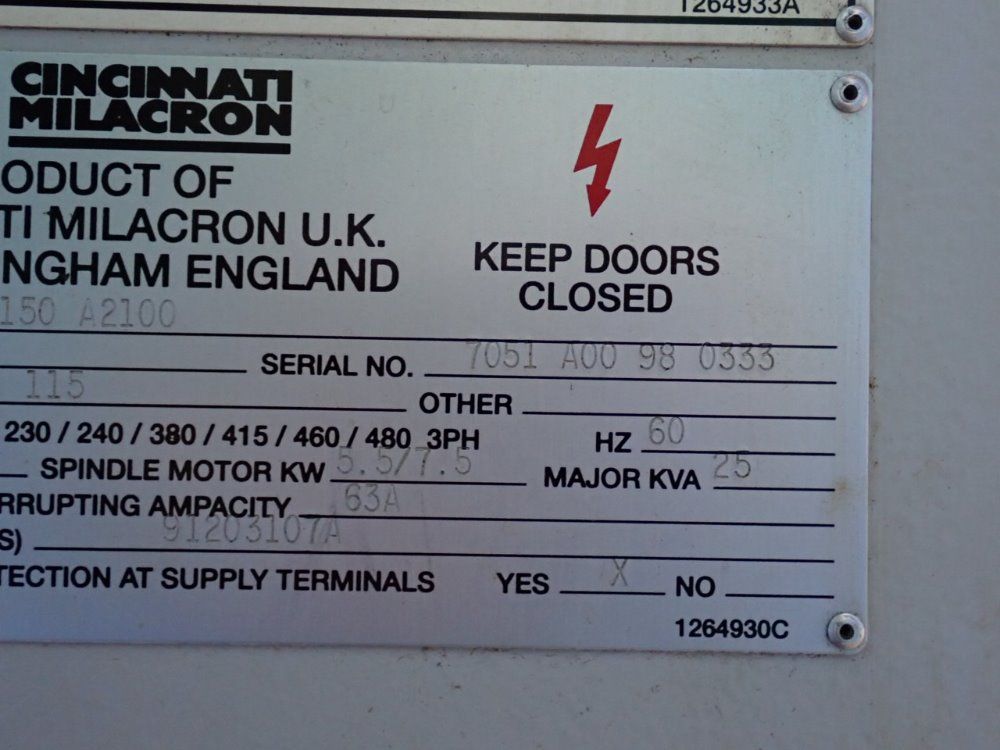 1264933A
CINCINNATI
MILACRON
ODUCT OF
TI MILACRON U.K.
NGHAM ENGLAND
KEEP DOORS
CLOSED
150 A2100
SERIAL NO. 7051 A00 98 0333
115
OTHER
230 / 240 / 380 / 415 / 460 / 480 3PH HZ 60
SPINDLE MOTOR KW 5.5/7.5 MAJOR KVA 25
RRUPTING AMPACITY 63A
S) 91203107A
TECTION AT SUPPLY TERMINALS YES X NO
1264930C